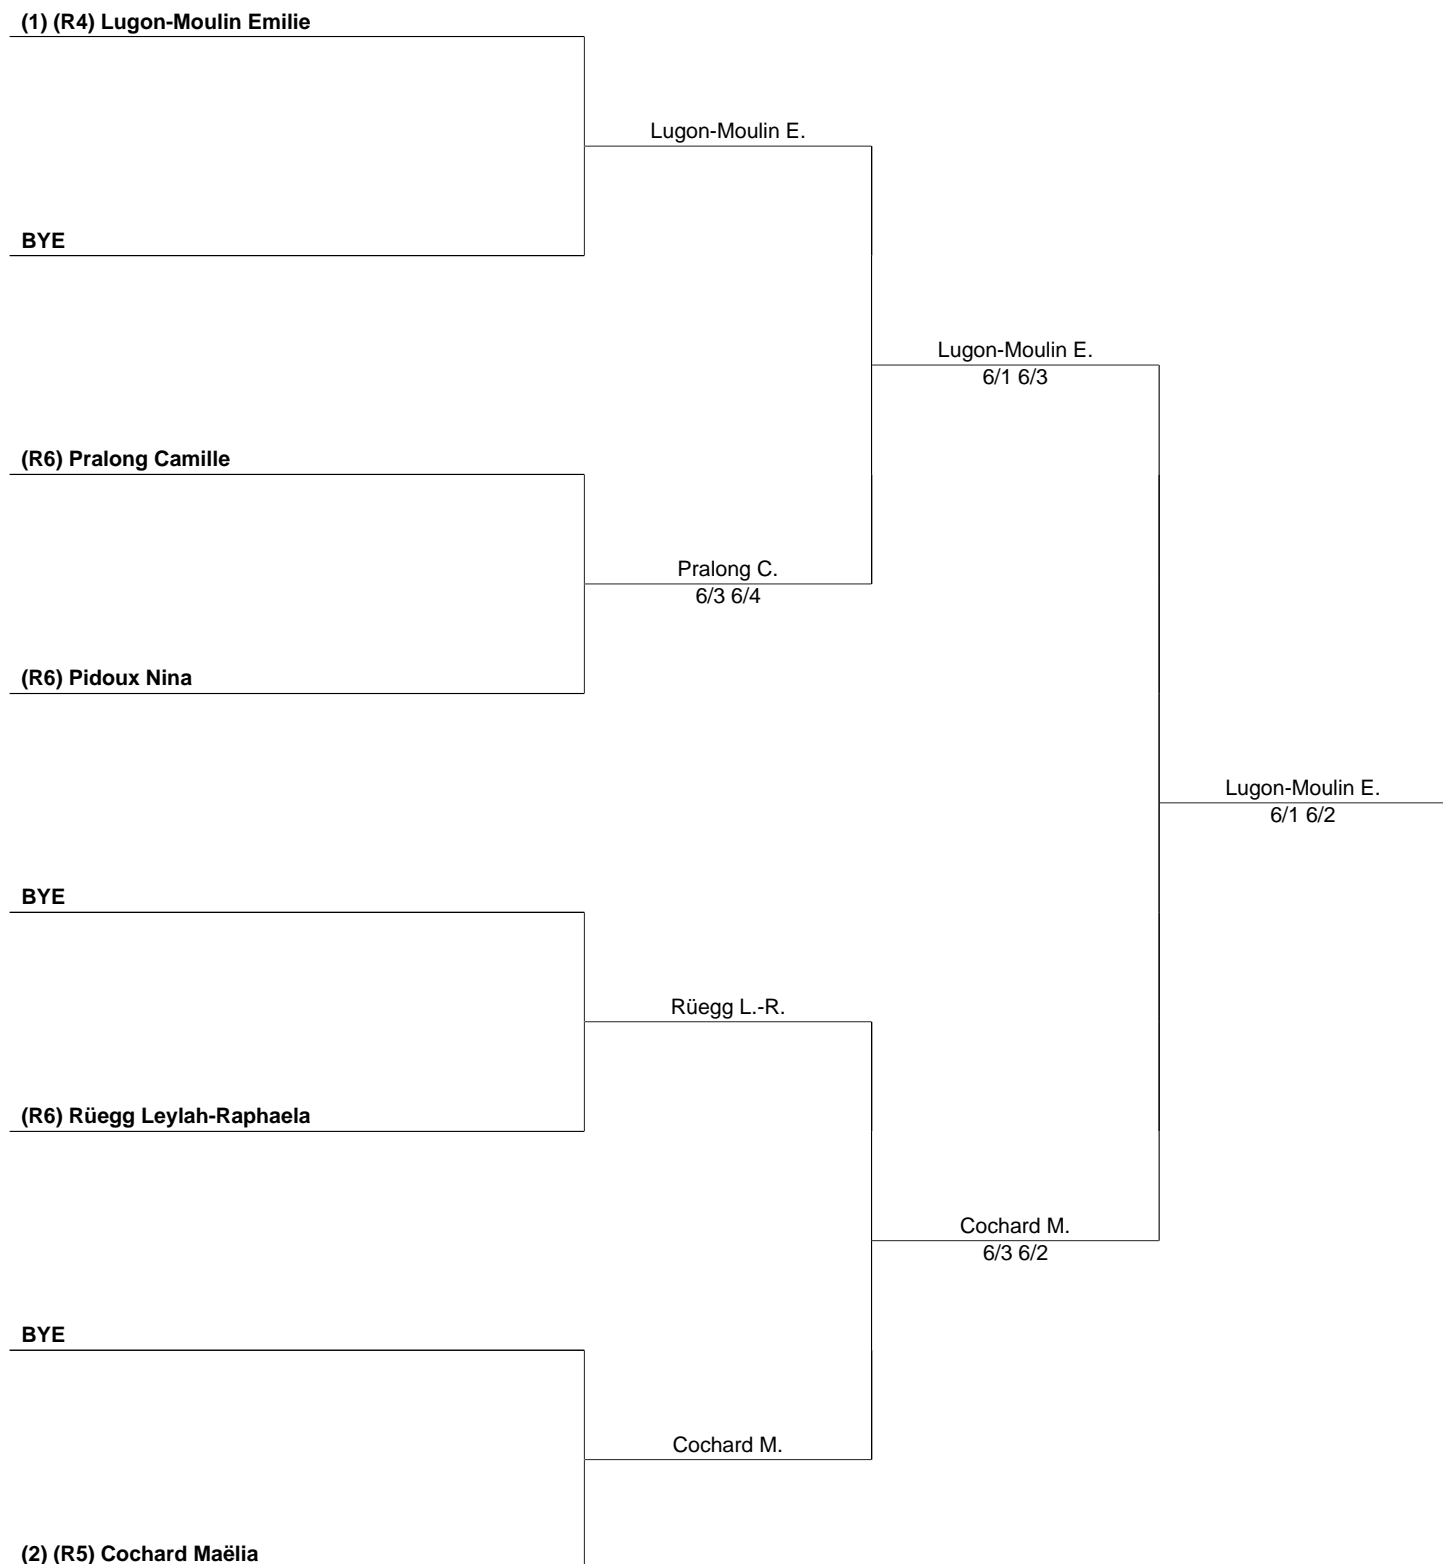 (1) (R4) Lugon-Moulin Emilie
Lugon-Moulin E.
BYE
Lugon-Moulin E.
6/1 6/3
(R6) Pralong Camille
Pralong C.
6/3 6/4
(R6) Pidoux Nina
Lugon-Moulin E.
6/1 6/2
BYE
Rüegg L.-R.
(R6) Rüegg Leylah-Raphaela
Cochard M.
6/3 6/2
BYE
Cochard M.
(2) (R5) Cochard Maëlia